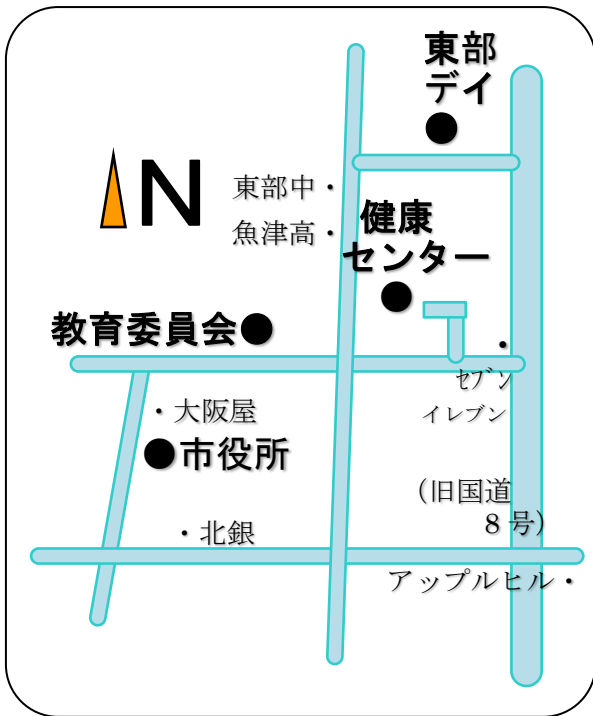 東部
デイ
●
N
東部中・
魚津高・
健康
センター
●
教育委員会●
・
セブン
イレブン
・大阪屋
●市役所
(旧国道
8号)
・北銀
アップルヒル・